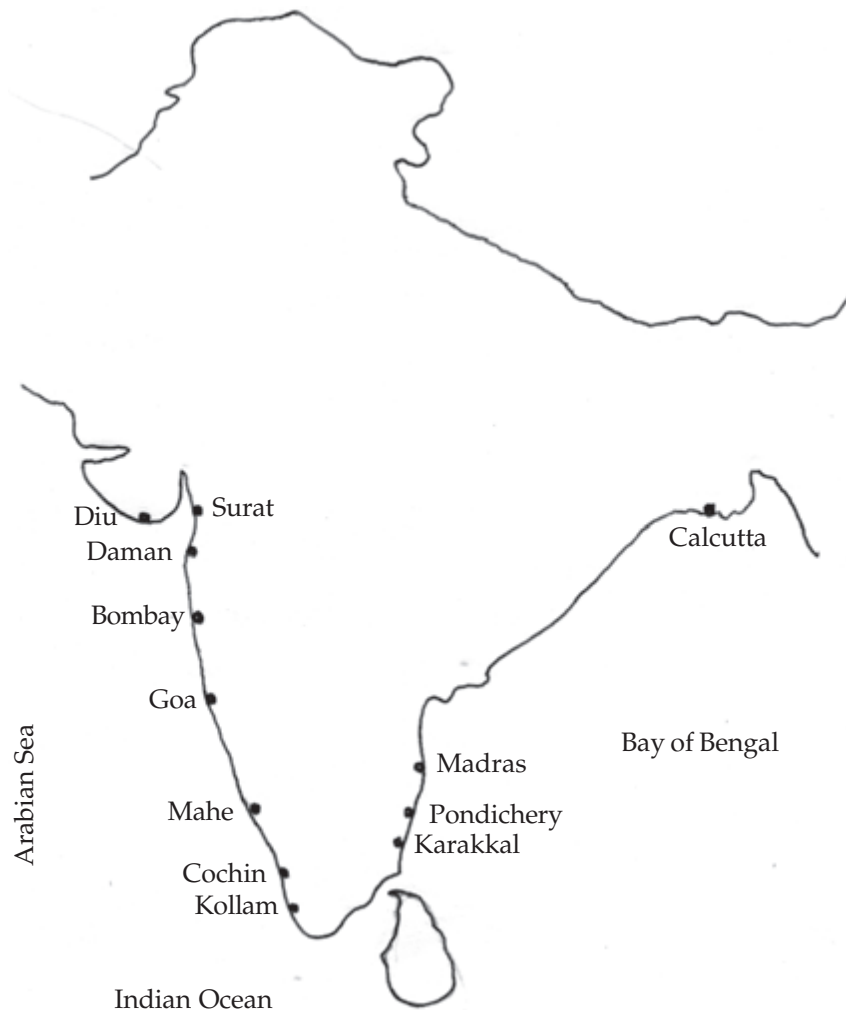 Diu
Surat
Calcutta
Daman
Bombay
Goa
Arabian Sea
Bay of Bengal
Madras
Mahe
Pondichery
Karakkal
Cochin
Kollam
Indian Ocean